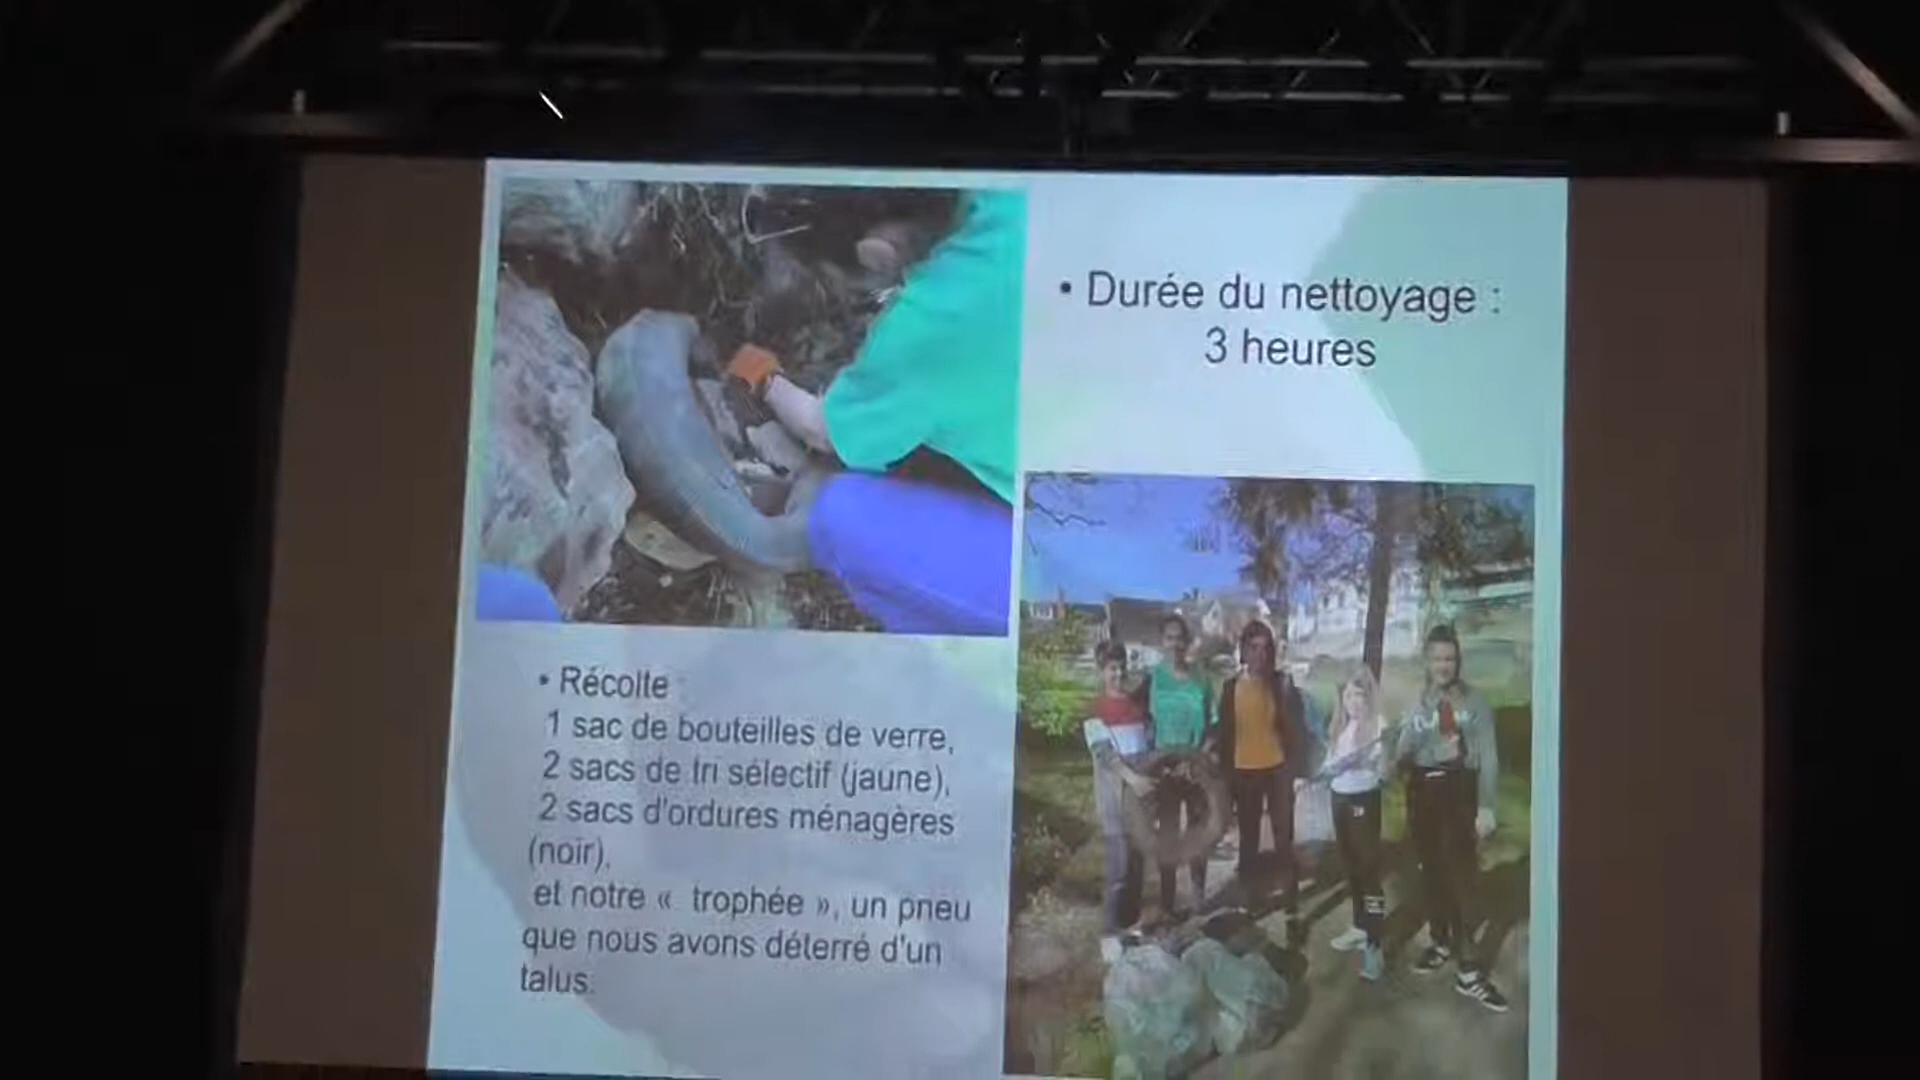 • Durée du nettoyage :
3 heures
• Récolte :
1 sac de bouteilles de verre,
2 sacs de tri sélectif (jaune),
2 sacs d'ordures ménagères
(noir),
et notre « trophée », un pneu
que nous avons déterré d'un
talus.